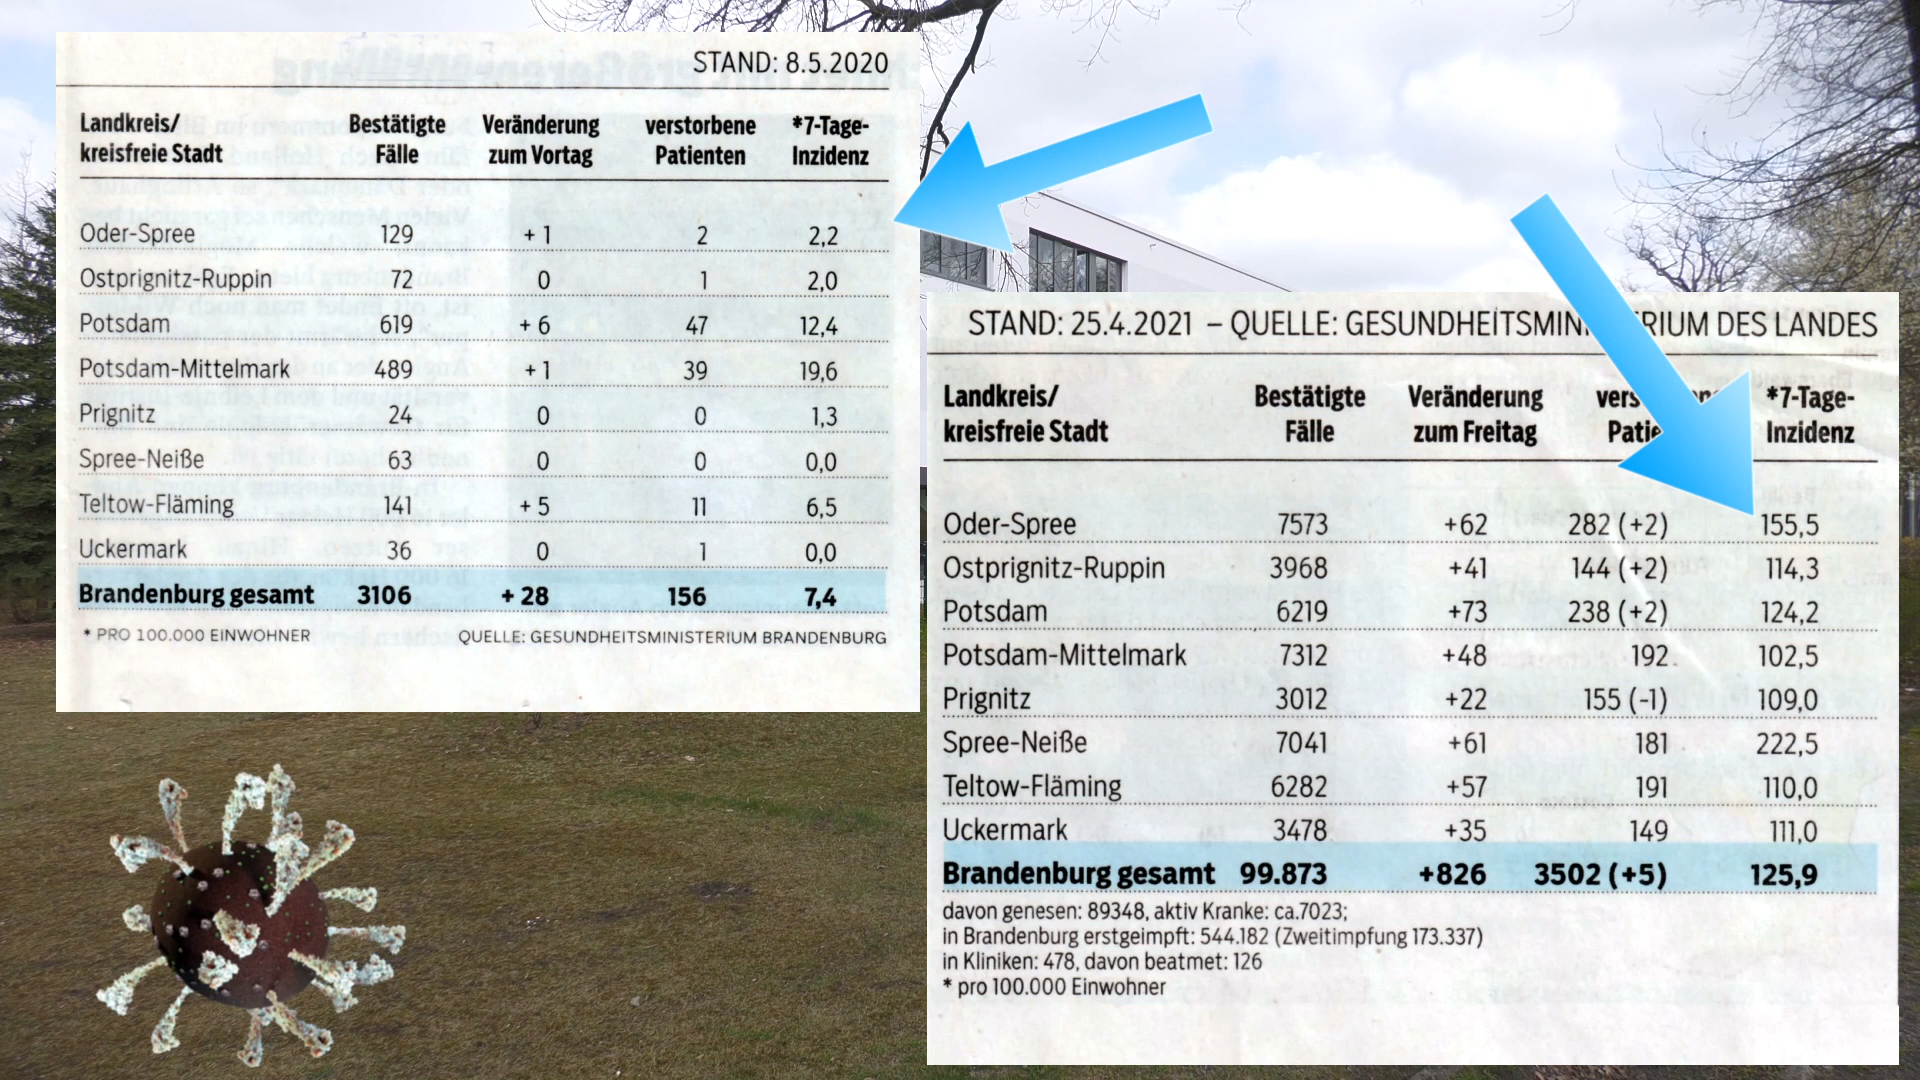 STAND: 8.5.2020
Landkreis/ Bestätigte Veränderung verstorbene *7-Tage-
kreisfreie Stadt Fälle zum Vortag Patienten Inzidenz
Oder-Spree 129 + 1 2 2,2
Ostprignitz-Ruppin 72 0 1 2,0
Potsdam 619 + 6 47 12,4
Potsdam-Mittelmark 489 + 1 39 19,6
Prignitz 24 0 0 1,3
Spree-Neiße 63 0 0 0,0
Teltow-Fläming 141 + 5 11 6,5
Uckermark 36 0 1 0,0
Brandenburg gesamt 3106 + 28 156 7,4
* PRO 100.000 EINWOHNER QUELLE: GESUNDHEITSMINISTERIUM BRANDENBURG
STAND: 25.4.2021 – QUELLE: DES LANDES
Landkreis/ Bestätigte Veränderung *7-Tage-
kreisfreie Stadt Fälle zum Freitag Inzidenz
Oder-Spree 7573 +62 282 (+2) 155,5
Ostprignitz-Ruppin 3968 +41 144 (+2) 114,3
Potsdam 6219 +73 238 (+2) 124,2
Potsdam-Mittelmark 7312 +48 192 102,5
Prignitz 3012 +22 155 (-1) 109,0
Spree-Neiße 7041 +61 181 222,5
Teltow-Fläming 6282 +57 191 110,0
Uckermark 3478 +35 149 111,0
Brandenburg gesamt 99.873 +826 3502 (+5) 125,9
davon genesen: 89348, aktiv Kranke: ca.7023;
in Brandenburg erstgeimpft: 544.182 (Zweitimpfung 173.337)
in Kliniken: 478, davon beatmet: 126
* pro 100.000 Einwohner